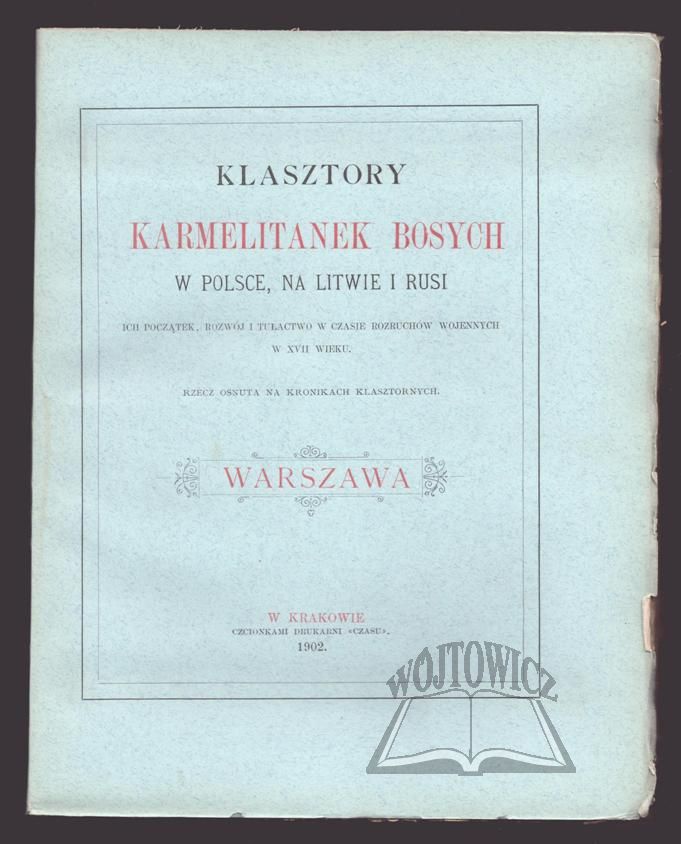 KLASZTORY
KARMELITANEK BOSYCH
W POLSCE, NA LITWIE I RUSI
ICH POCZĄTEK, ROZWÓJ I TUŁACTWO W CZASIE ROZRUCHÓW WOJENNYCH
W XVII WIEKU.
RZECZ OSNUTA NA KRONIKACH KLASZTORNYCH.
WARSZAWA
W KRAKOWIE
CZCIONKAMI DRUKARNI «CZASU».
1902.
WÓJTOWICZ